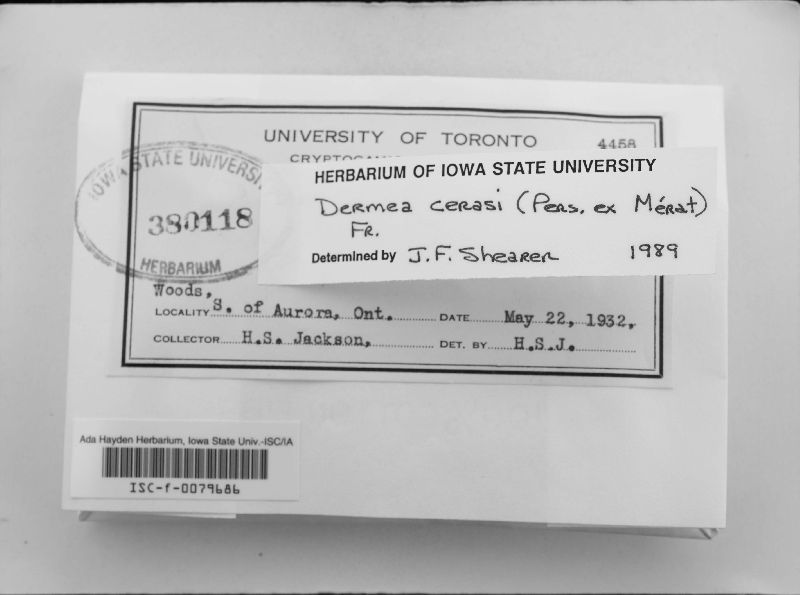 UNIVERSITY OF TORONTO
4458
IOWA STATE UNIVERSITY
380118
HERBARIUM
HERBARIUM OF IOWA STATE UNIVERSITY
Dermea cerasi (Pers. ex Mérat)
Fr.
Determined by J. F. Shearer 1989
Woods,
LOCALITY S. of Aurora, Ont. DATE May 22, 1932,
COLLECTOR H.S. Jackson, DET. BY H.S.J.
Ada Hayden Herbarium, Iowa State Univ.-ISC/IA
ISC-f-0079686